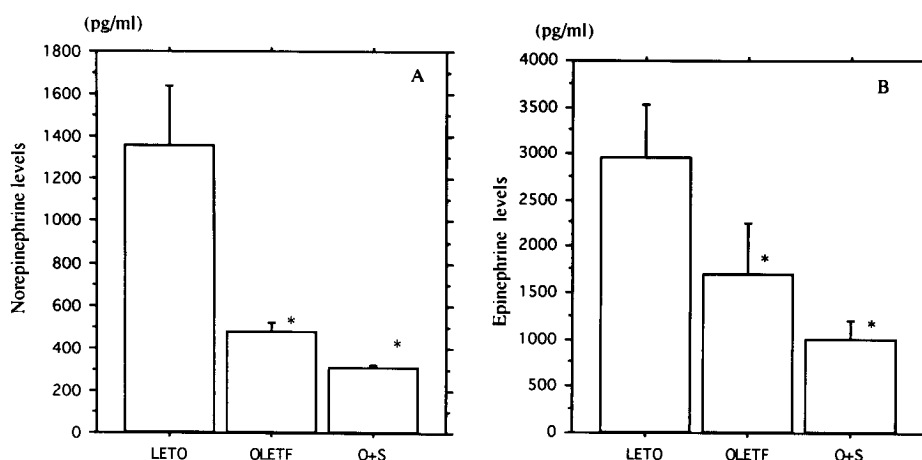 (pg/ml)
A
Norepinephrine levels
1800
1600
1400
1200
1000
800
600
400
200
0
*
*
LETO
OLETF
O+S
(pg/ml)
B
Epinephrine levels
4000
3500
3000
2500
2000
1500
1000
500
0
*
*
LETO
OLETF
O+S